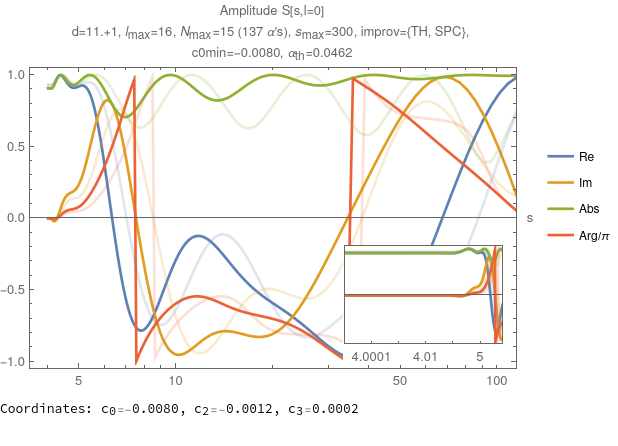 Amplitude S[s,l=0]
d=11.+1, lmax=16, Nmax=15 (137 α's), smax=300, improv={TH, SPC},
c0min=-0.0080, αth=0.0462
1.0
0.5
0.0
-0.5
-1.0
5
10
50
100
s
Re
Im
Abs
Arg/π
4.0001
4.01
5
Coordinates: c0=-0.0080, c2=-0.0012, c3=0.0002